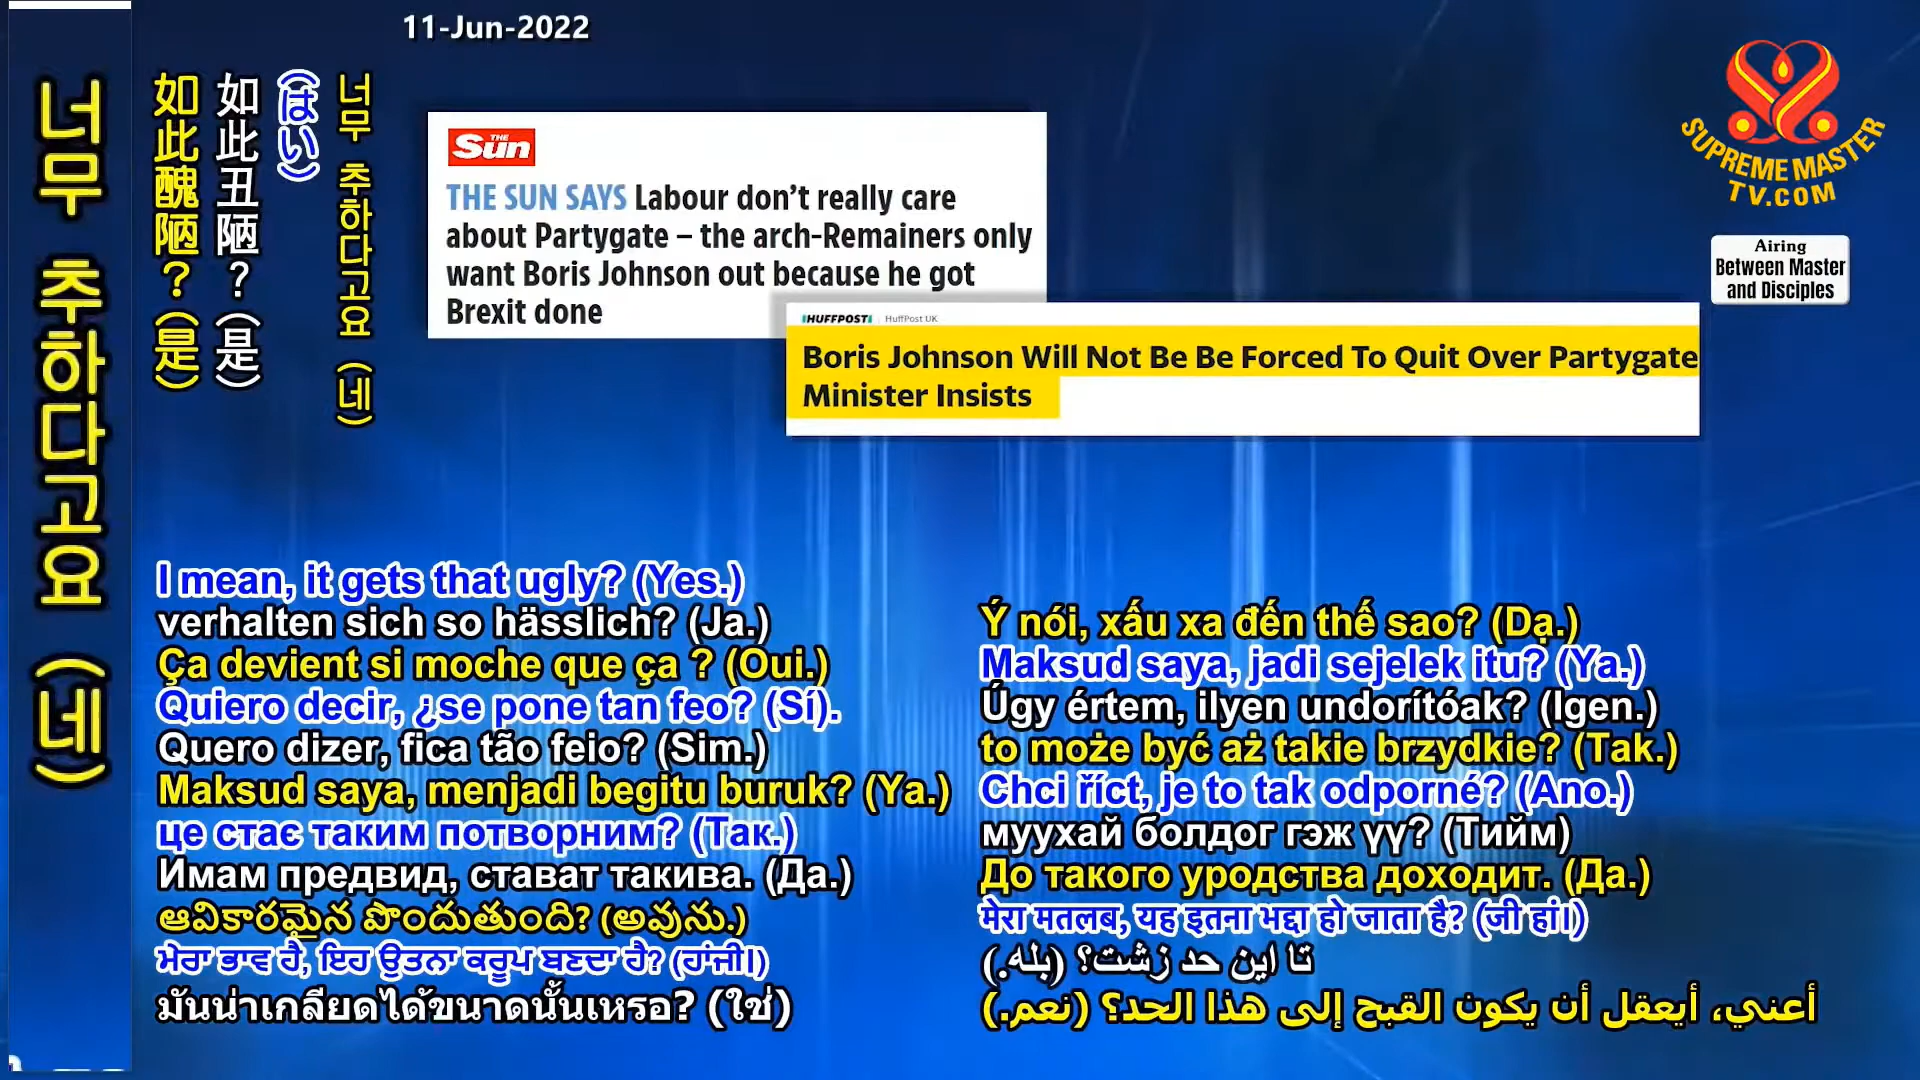 11-Jun-2022
너무 추하다고요 (네)
如此醜陋？(是)
如此丑陋？(是)
(はい)
너무 추하다고요 (네)
THE Sun
THE SUN SAYS Labour don't really care
about Partygate – the arch-Remainers only
want Boris Johnson out because he got
Brexit done
HUFFPOST HuffPost UK
Boris Johnson Will Not Be Be Forced To Quit Over Partygate
Minister Insists
SUPREME MASTER
TV.COM
Airing
Between Master
and Disciples
I mean, it gets that ugly? (Yes.)
verhalten sich so hässlich? (Ja.)
Ça devient si moche que ça ? (Oui.)
Quiero decir, ¿se pone tan feo? (Sí).
Quero dizer, fica tão feio? (Sim.)
Maksud saya, menjadi begitu buruk? (Ya.)
це стає таким потворним? (Так.)
Имам предвид, стават такива. (Да.)
ఆవికారమైన పొందుతుంది? (అవును.)
ਮੇਰਾ ਭਾਵ ਹੈ, ਇਹ ਉਤਨਾ ਕਰੂਪ ਬਣਦਾ ਹੈ? (ਹਾਂਜੀ।)
มันน่าเกลียดได้ขนาดนั้นเหรอ? (ใช่)
Ý nói, xấu xa đến thế sao? (Dạ.)
Maksud saya, jadi sejelek itu? (Ya.)
Úgy értem, ilyen undorítóak? (Igen.)
to może być aż takie brzydkie? (Tak.)
Chci říct, je to tak odporné? (Ano.)
муухай болдог гэж үү? (Тийм)
До такого уродства доходит. (Да.)
मेरा मतलब, यह इतना भद्दा हो जाता है? (जी हां।)
تا این حد زشت؟ (بله.)
أعني، أيعقل أن يكون القبح إلى هذا الحد؟ (نعم.)